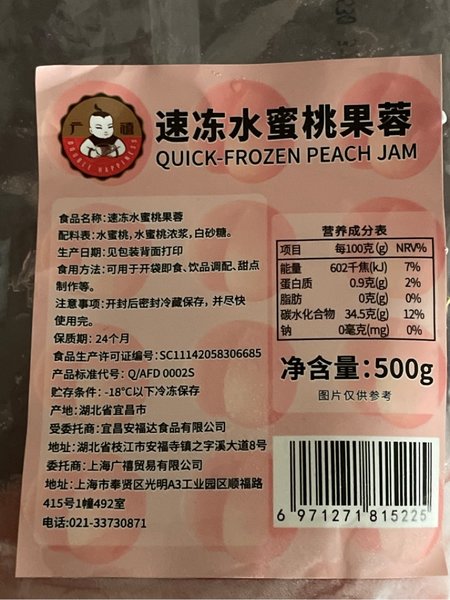 广禧
DOUBLE HAPPINESS
速冻水蜜桃果蓉
QUICK-FROZEN PEACH JAM
食品名称:速冻水蜜桃果蓉
配料表:水蜜桃,水蜜桃浓浆,白砂糖。
生产日期:见包装背面打印
食用方法:可用于开袋即食、饮品调配、甜点
制作等。
注意事项:开封后密封冷藏保存，并尽快
使用完。
保质期:24个月
食品生产许可证编号:SC11142058306685
产品标准代号:Q/AFD 0002S
贮存条件: -18℃以下冷冻保存
产地:湖北省宜昌市
受委托商:宜昌安福达食品有限公司
地址:湖北省枝江市安福寺镇之字溪大道8号
委托商:上海广禧贸易有限公司
地址:上海市奉贤区光明A3工业园区顺福路
415号1幢492室
电话:021-33730871
营养成分表
项目 每100克(g) NRV%
能量 602千焦(kJ) 7%
蛋白质 0.9克(g) 2%
脂肪 0克(g) 0%
碳水化合物 34.5克(g) 12%
钠 0毫克(mg) 0%
净含量:500g
图片仅供参考
6 971271 815225